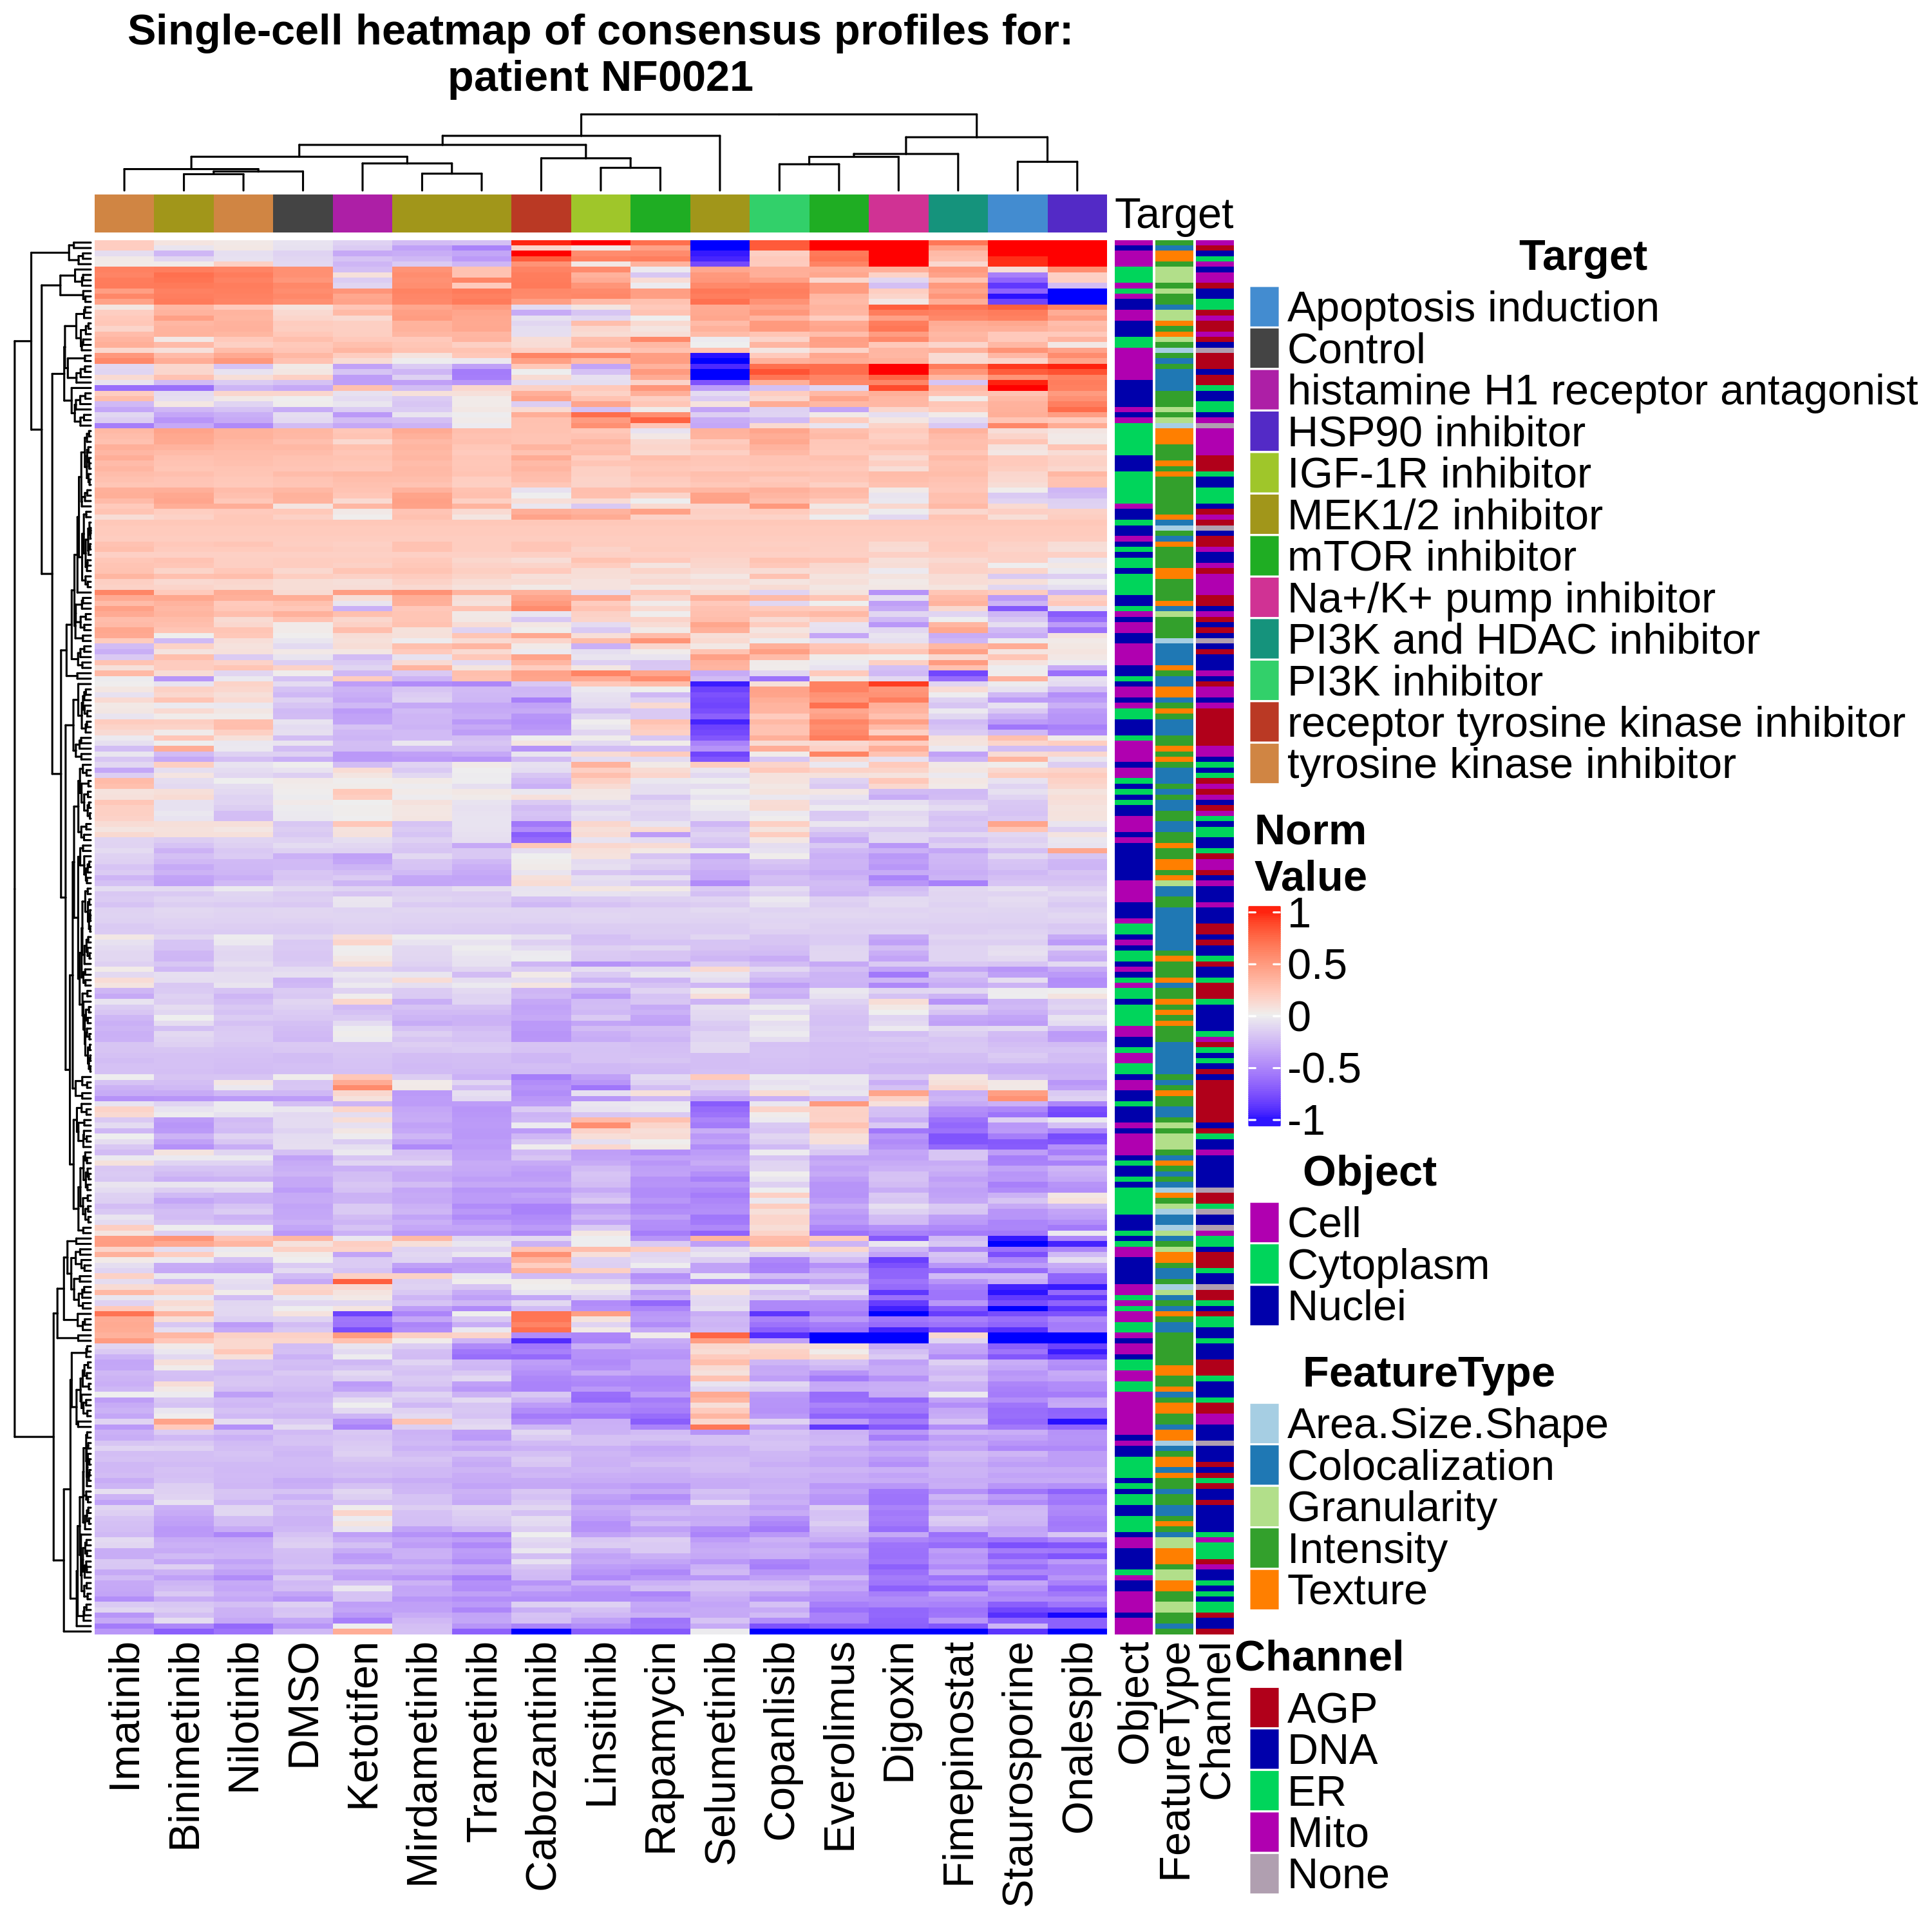 Single-cell heatmap of consensus profiles for:
patient NF0021
Target
Target
Apoptosis induction
Control
histamine H1 receptor antagonist
HSP90 inhibitor
IGF-1R inhibitor
MEK1/2 inhibitor
mTOR inhibitor
Na+/K+ pump inhibitor
PI3K and HDAC inhibitor
PI3K inhibitor
receptor tyrosine kinase inhibitor
tyrosine kinase inhibitor
Norm
Value
1
0.5
0
-0.5
-1
Object
Cell
Cytoplasm
Nuclei
FeatureType
Area.Size.Shape
Colocalization
Granularity
Intensity
Texture
Channel
AGP
DNA
ER
Mito
None
Imatinib
Binimetinib
Nilotinib
DMSO
Ketotifen
Mirdametinib
Trametinib
Cabozantinib
Linsitinib
Rapamycin
Selumetinib
Copanlisib
Everolimus
Digoxin
Fimepinostat
Staurosporine
Onalespib
Object
FeatureType
Channel